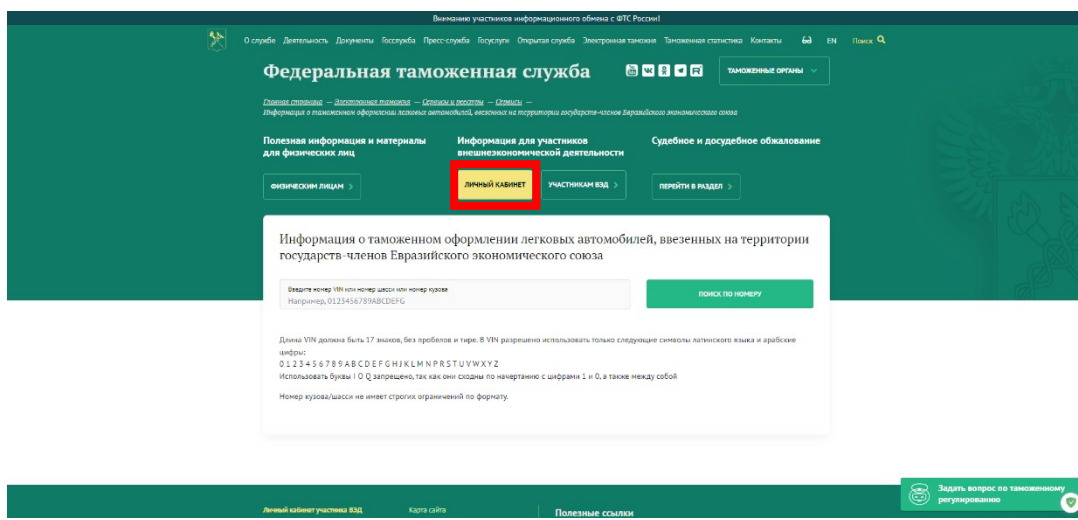 Вниманию участников информационного обмена с ФТС России!
О службе Деятельность Документы Госслужба Пресс-служба Госуслуги Открытая служба Электронная таможня Таможенная статистика Контакты EN Поиск
Федеральная таможенная служба
ТАМОЖЕННЫЕ ОРГАНЫ
Главная страница — Электронная таможня — Сервисы и реестры — Сервисы —
Информация о таможенном оформлении легковых автомобилей, ввезенных на территории государств-членов Евразийского экономического союза
Полезная информация и материалы
для физических лиц
ФИЗИЧЕСКИМ ЛИЦАМ >
Информация для участников
внешнеэкономической деятельности
ЛИЧНЫЙ КАБИНЕТ
УЧАСТНИКАМ ВЭД >
Судебное и досудебное обжалование
ПЕРЕЙТИ В РАЗДЕЛ >
Информация о таможенном оформлении легковых автомобилей, ввезенных на территории
государств-членов Евразийского экономического союза
Введите номер VIN или номер шасси или номер кузова
Например, 0123456789ABCDEFG
ПОИСК ПО НОМЕРУ
Длина VIN должна быть 17 знаков, без пробелов и тире. В VIN разрешено использовать только следующие символы латинского языка и арабские
цифры:
0 1 2 3 4 5 6 7 8 9 A B C D E F G H J K L M N P R S T U V W X Y Z
Использовать буквы I O Q запрещено, так как они сходны по начертанию с цифрами 1 и 0, а также между собой
Номер кузова/шасси не имеет строгих ограничений по формату.
Задать вопрос по таможенному
регулированию
Личный кабинет участника ВЭД
Карта сайта
Полезные ссылки